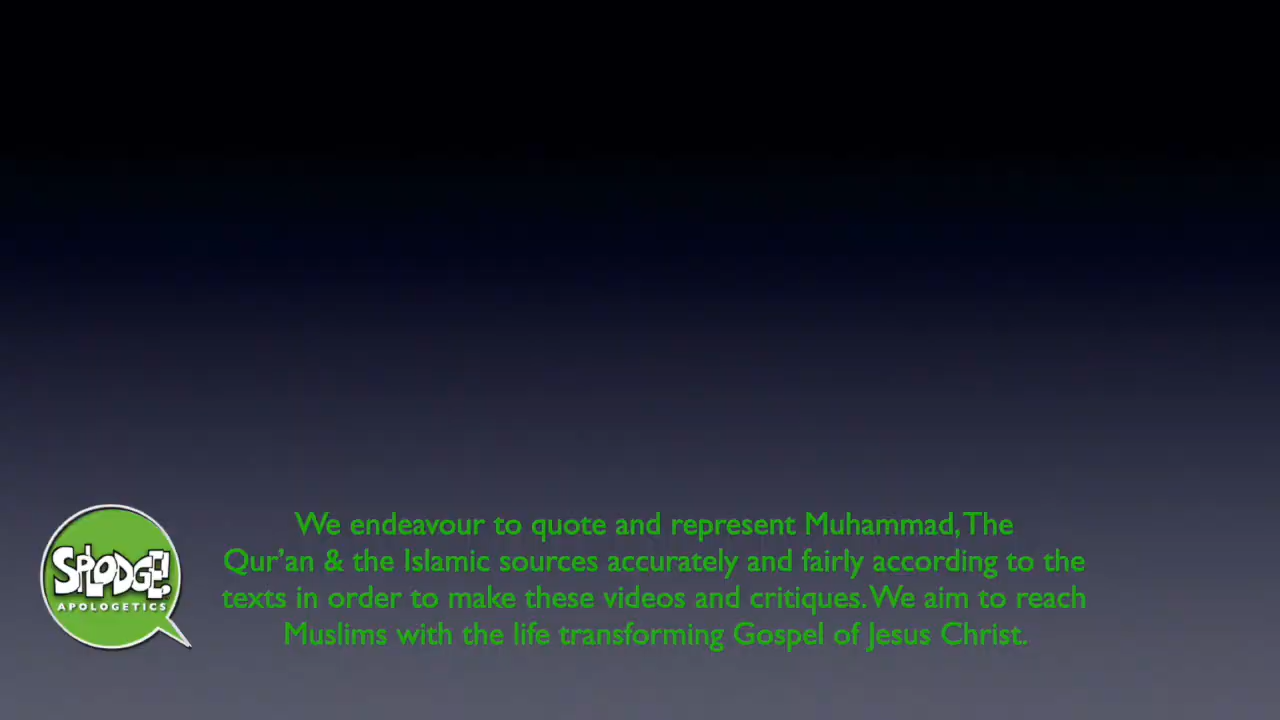 SPLODGE!
APOLOGETICS
We endeavour to quote and represent Muhammad, The
Qur'an & the Islamic sources accurately and fairly according to the
texts in order to make these videos and critiques. We aim to reach
Muslims with the life transforming Gospel of Jesus Christ.